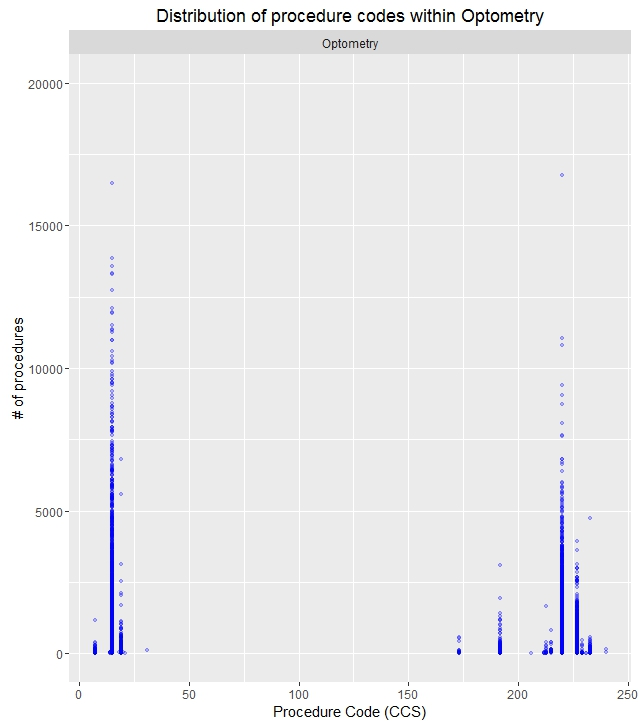 Distribution of procedure codes within Optometry
Optometry
20000
15000
10000
5000
0
# of procedures
0 50 100 150 200 250
Procedure Code (CCS)